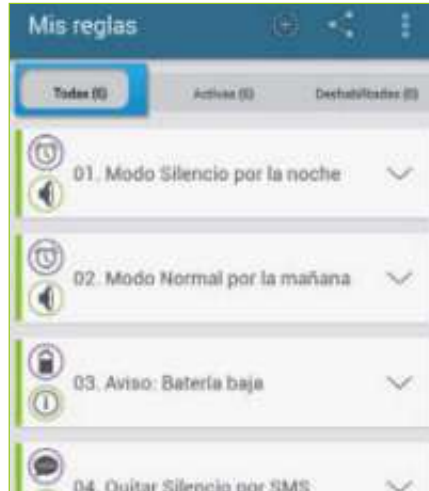 Mis reglas
Todas (6) Activas (6) Deshabilitadas (0)
01. Modo Silencio por la noche
02. Modo Normal por la mañana
03. Aviso: Batería baja
04. Quitar Silencio por SMS